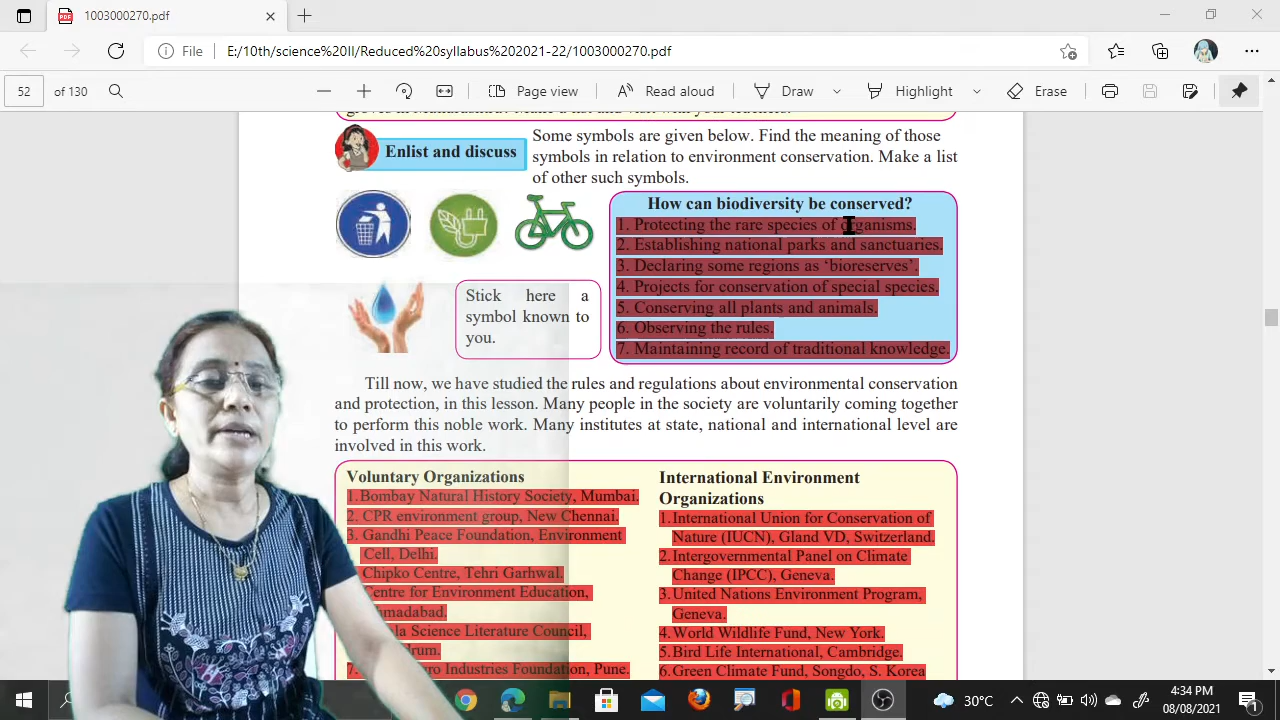 1003000270.pdf
File
E:/10th/science%20II/Reduced%20syllabus%202021-22/1003000270.pdf
52 of 130
Page view
Read aloud
Draw
Highlight
Erase
Enlist and discuss
Some symbols are given below. Find the meaning of those
symbols in relation to environment conservation. Make a list
of other such symbols.
How can biodiversity be conserved?
1. Protecting the rare species of organisms.
2. Establishing national parks and sanctuaries.
3. Declaring some regions as ‘bioreserves’.
4. Projects for conservation of special species.
5. Conserving all plants and animals.
6. Observing the rules.
7. Maintaining record of traditional knowledge.
Stick here a
symbol known to
you.
Till now, we have studied the rules and regulations about environmental conservation
and protection, in this lesson. Many people in the society are voluntarily coming together
to perform this noble work. Many institutes at state, national and international level are
involved in this work.
Voluntary Organizations
1.Bombay Natural History Society, Mumbai.
2. CPR environment group, New Chennai.
3. Gandhi Peace Foundation, Environment
Cell, Delhi.
Chipko Centre, Tehri Garhwal.
Centre for Environment Education,
Science Literature Council,
7.
Industries Foundation, Pune.
International Environment
Organizations
1.International Union for Conservation of
Nature (IUCN), Gland VD, Switzerland.
2.Intergovernmental Panel on Climate
Change (IPCC), Geneva.
3.United Nations Environment Program,
Geneva.
4.World Wildlife Fund, New York.
5.Bird Life International, Cambridge.
6.Green Climate Fund, Songdo, S. Korea
30°C
4:34 PM
08/08/2021
1